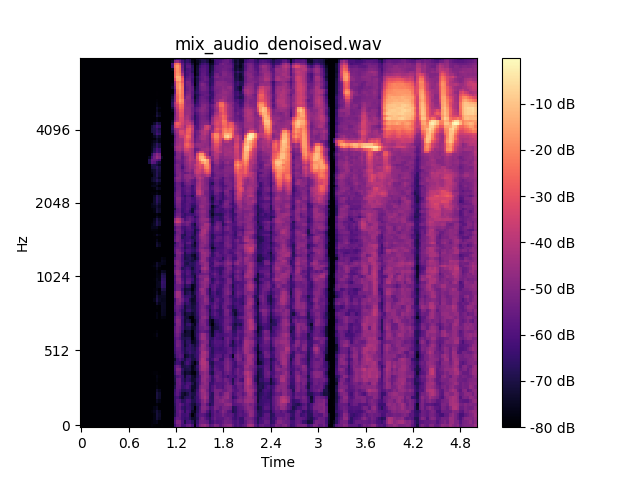 mix_audio_denoised.wav
Hz
4096
2048
1024
512
0
0 0.6 1.2 1.8 2.4 3 3.6 4.2 4.8
Time
-10 dB
-20 dB
-30 dB
-40 dB
-50 dB
-60 dB
-70 dB
-80 dB